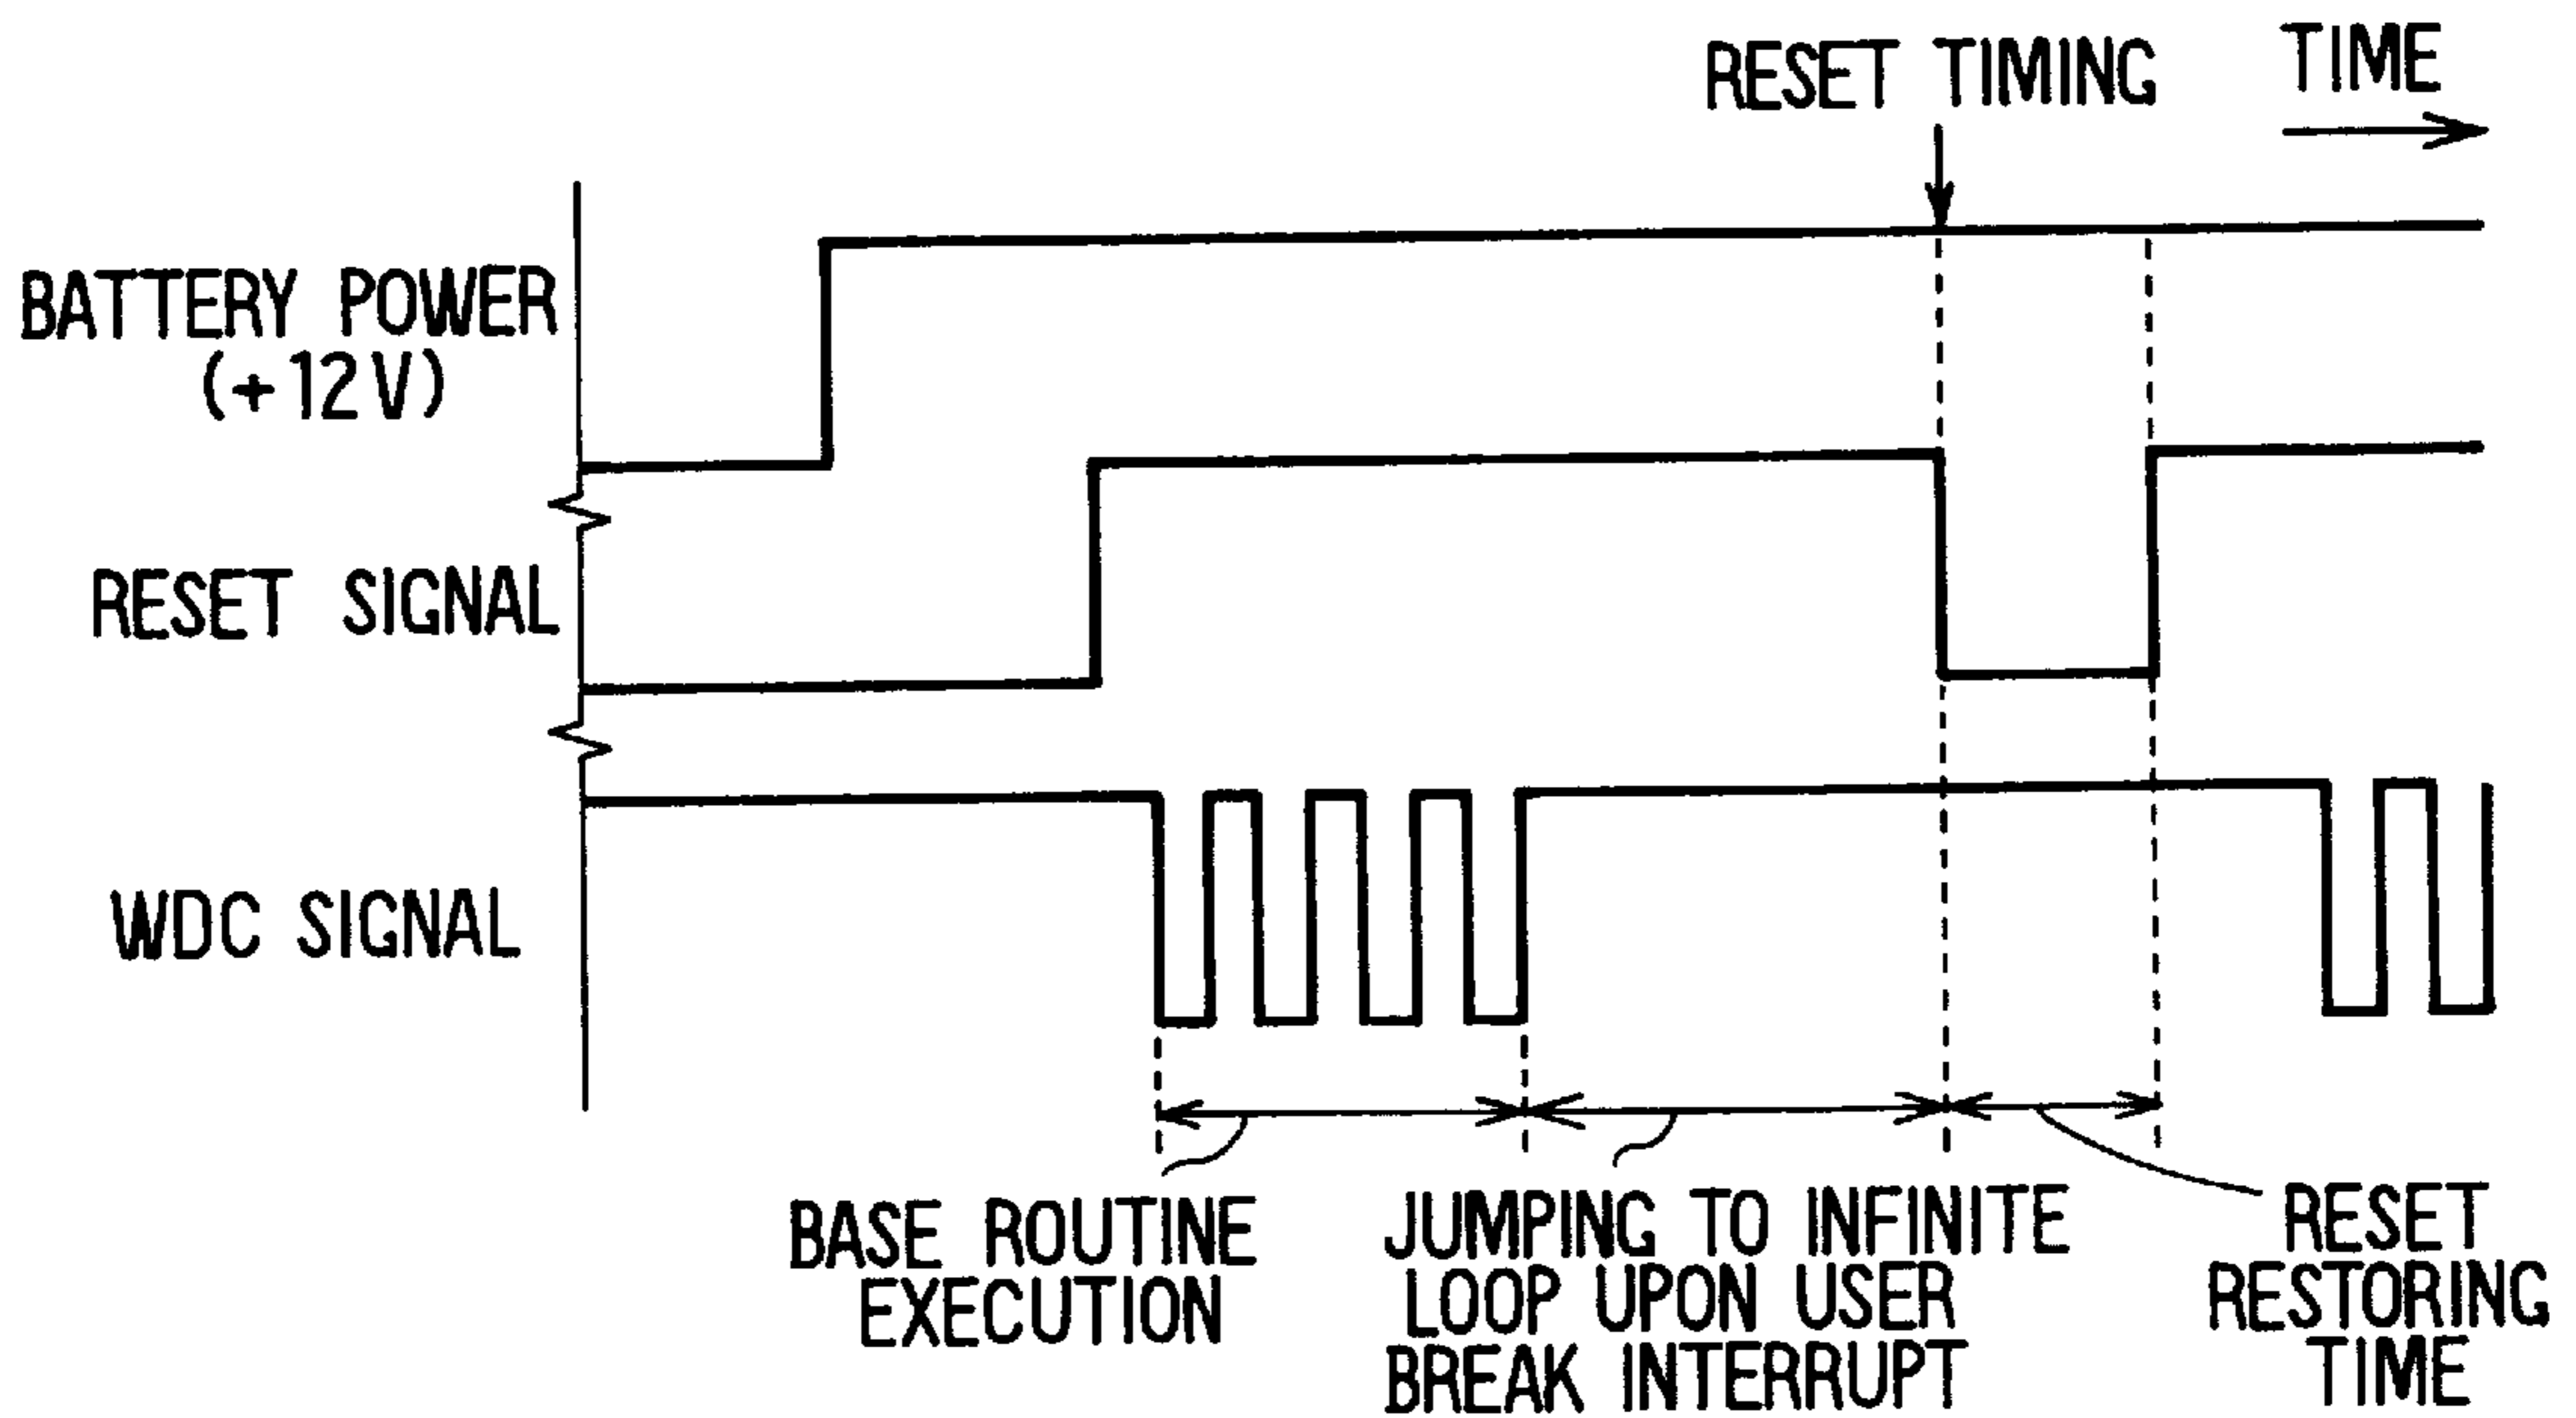 RESET TIMING
TIME
BATTERY POWER
(+12V)
RESET SIGNAL
WDC SIGNAL
BASE ROUTINE
EXECUTION
JUMPING TO INFINITE
LOOP UPON USER
BREAK INTERRUPT
RESET
RESTORING
TIME